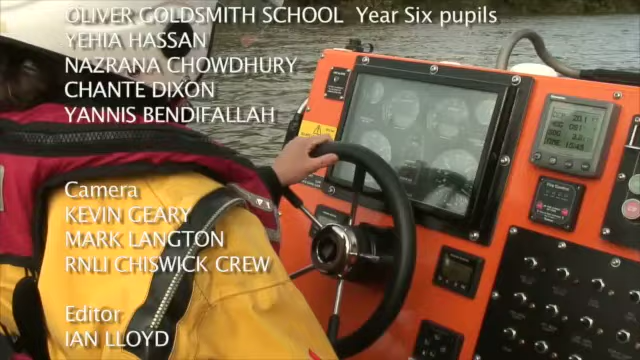 OLIVER GOLDSMITH SCHOOL Year Six pupils
YEHIA HASSAN
NAZRANA CHOWDHURY
CHANTE DIXON
YANNIS BENDIFALLAH
Camera
KEVIN GEARY
MARK LANGTON
RNLI CHISWICK CREW
Editor
IAN LLOYD